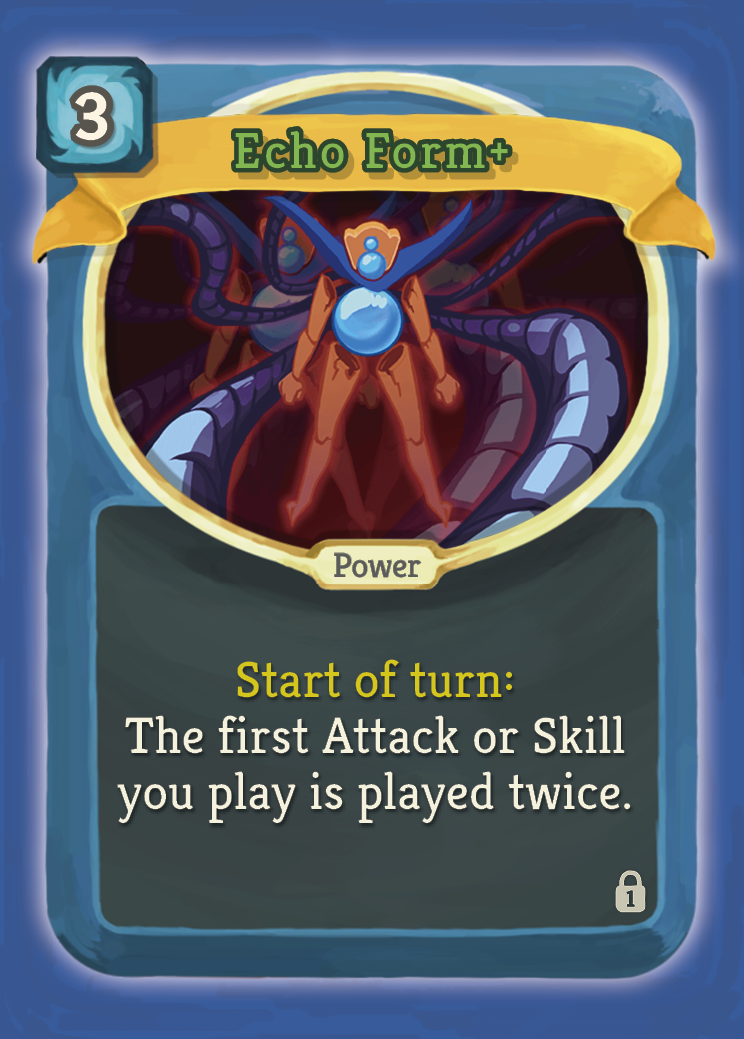 3
Echo Form+
Power
Start of turn:
The first Attack or Skill
you play is played twice.
1